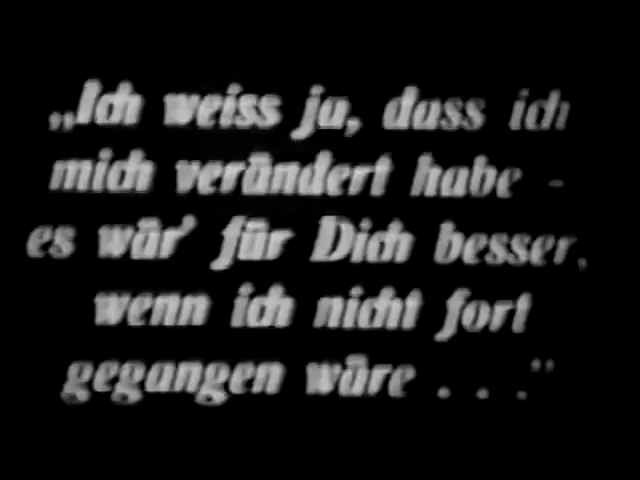 „Ich weiss ja, dass ich
mich verändert habe -
es wär' für Dich besser,
wenn ich nicht fort
gegangen wäre . . ."